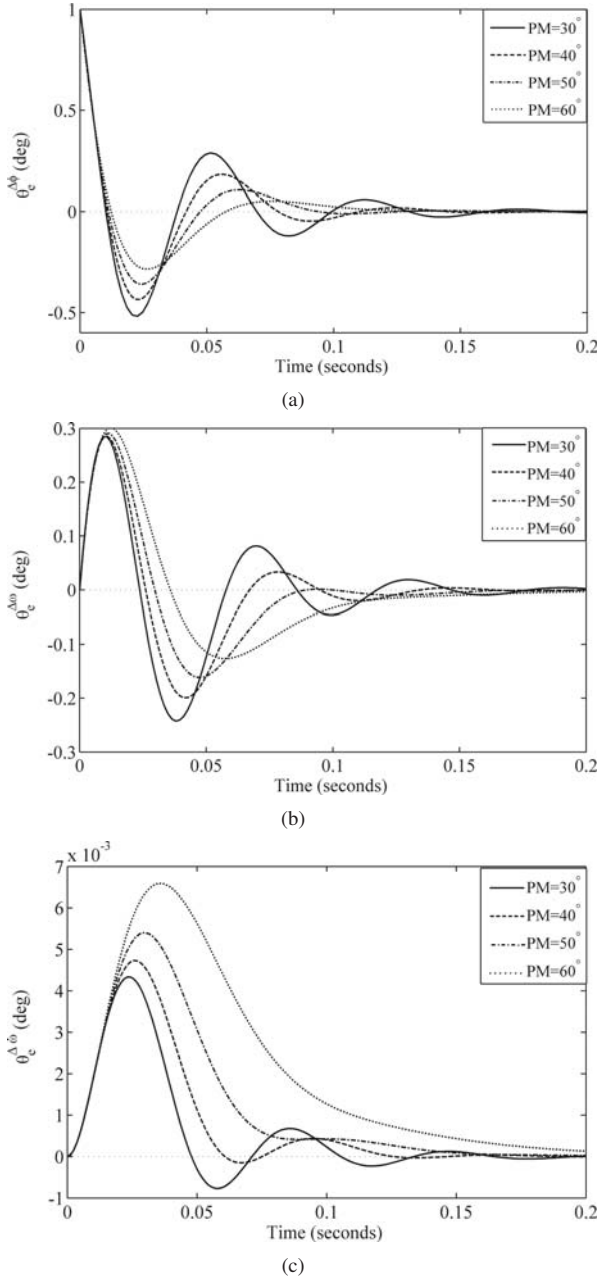 1
0.5
0
-0.5
0 0.05 0.1 0.15 0.2
θₑ^Δϕ (deg)
Time (seconds)
PM=30°
PM=40°
PM=50°
PM=60°
(a)
0.3
0.2
0.1
0
-0.1
-0.2
-0.3
0 0.05 0.1 0.15 0.2
θₑ^Δω (deg)
Time (seconds)
PM=30°
PM=40°
PM=50°
PM=60°
(b)
x 10⁻³
7
6
5
4
3
2
1
0
-1
0 0.05 0.1 0.15 0.2
θₑ^Δω̇ (deg)
Time (seconds)
PM=30°
PM=40°
PM=50°
PM=60°
(c)